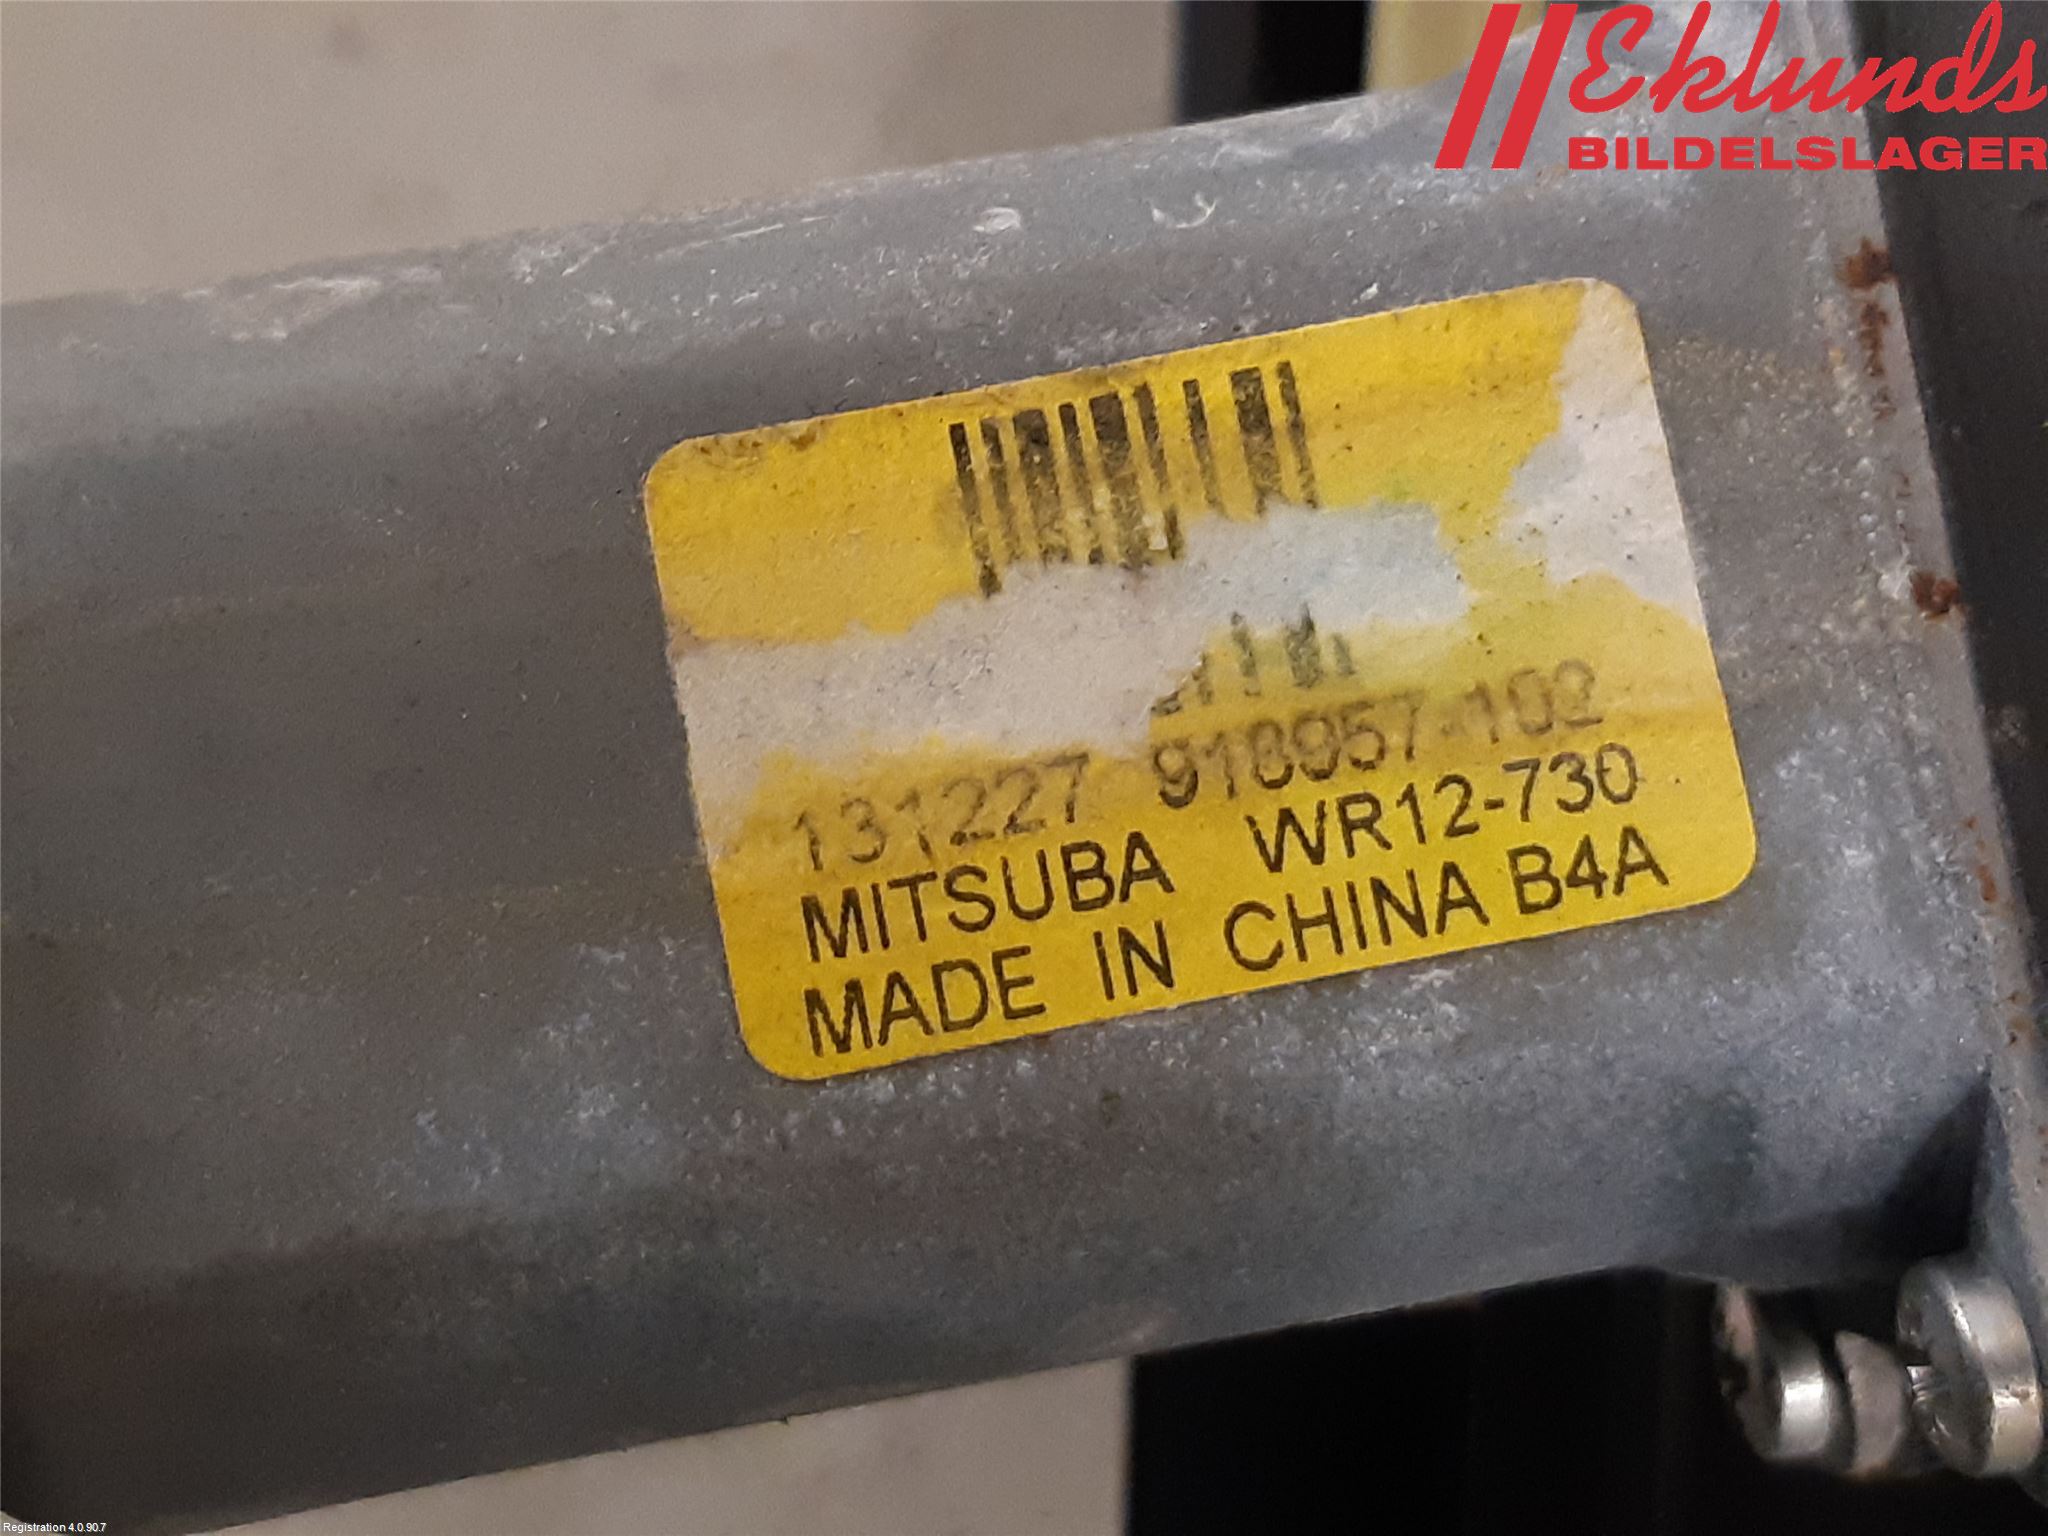 Eklunds
BILDELSLAGER
131227 918957-102
MITSUBA WR12-730
MADE IN CHINA B4A
Registration 4.0.90.7